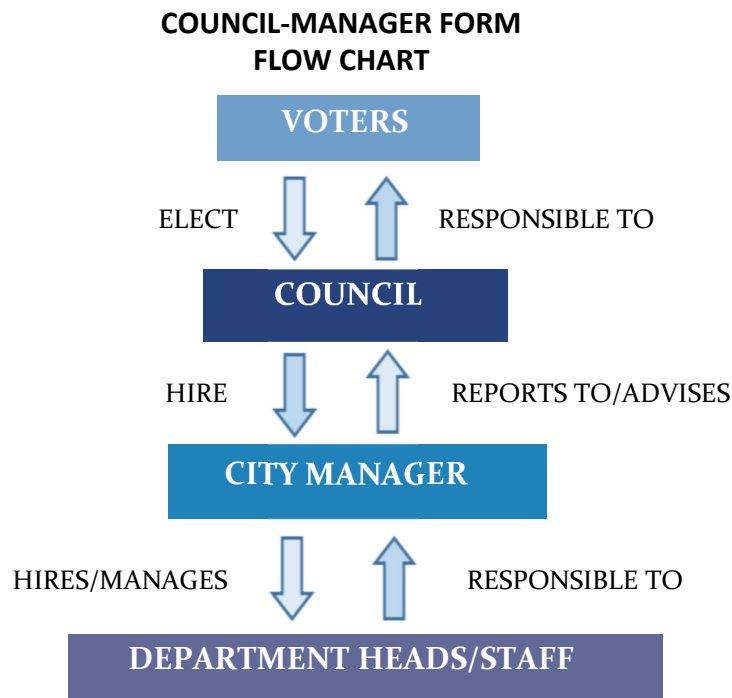 COUNCIL-MANAGER FORM
FLOW CHART
VOTERS
ELECT
RESPONSIBLE TO
COUNCIL
HIRE
REPORTS TO/ADVISES
CITY MANAGER
HIRES/MANAGES
RESPONSIBLE TO
DEPARTMENT HEADS/STAFF